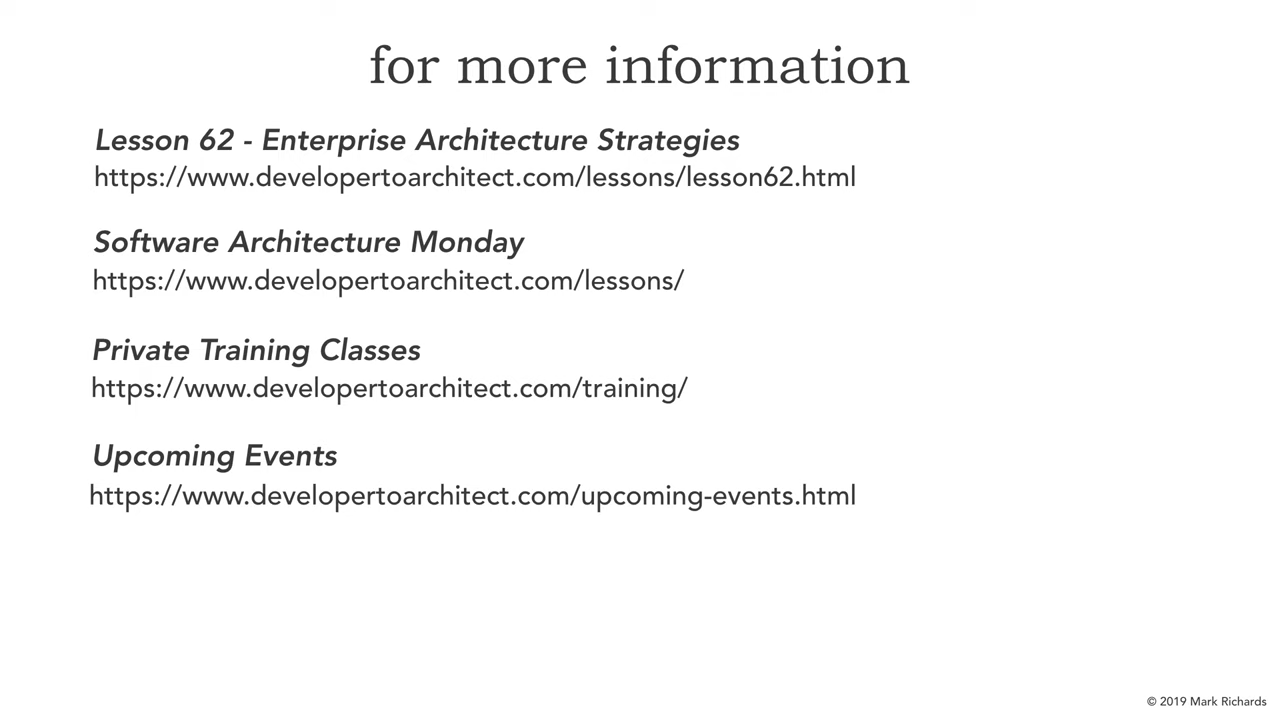 for more information
Lesson 62 - Enterprise Architecture Strategies
https://www.developertoarchitect.com/lessons/lesson62.html
Software Architecture Monday
https://www.developertoarchitect.com/lessons/
Private Training Classes
https://www.developertoarchitect.com/training/
Upcoming Events
https://www.developertoarchitect.com/upcoming-events.html
© 2019 Mark Richards